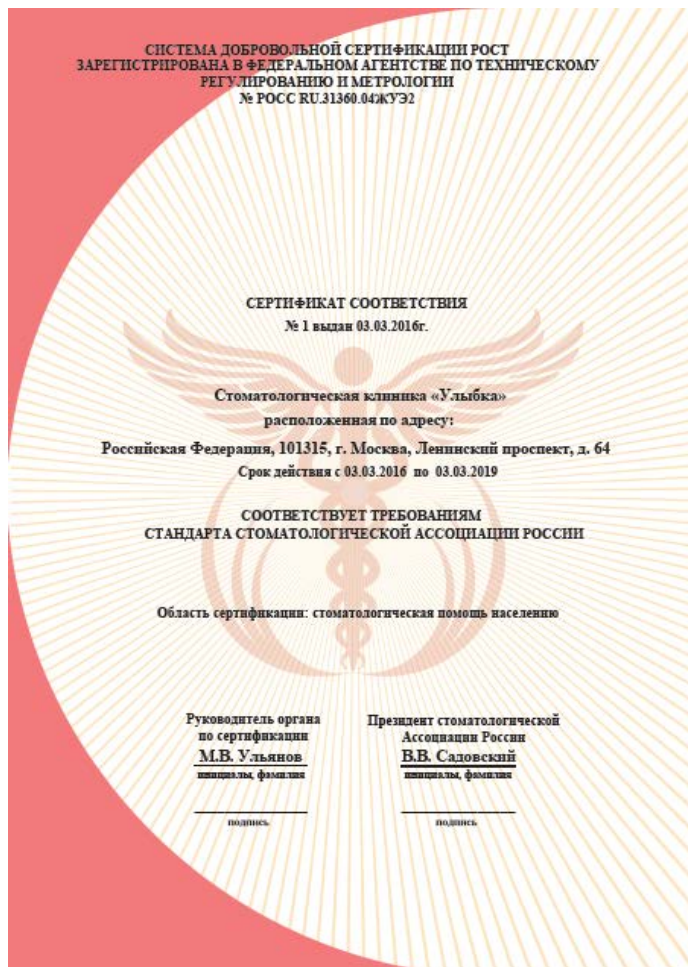 СИСТЕМА ДОБРОВОЛЬНОЙ СЕРТИФИКАЦИИ РОСТ
ЗАРЕГИСТРИРОВАНА В ФЕДЕРАЛЬНОМ АГЕНТСТВЕ ПО ТЕХНИЧЕСКОМУ
РЕГУЛИРОВАНИЮ И МЕТРОЛОГИИ
№ РОСС RU.31360.04ЖУЭ2
СЕРТИФИКАТ СООТВЕТСТВИЯ
№ 1 выдан 03.03.2016г.
Стоматологическая клиника «Улыбка»
расположенная по адресу:
Российская Федерация, 101315, г. Москва, Ленинский проспект, д. 64
Срок действия с 03.03.2016 по 03.03.2019
СООТВЕТСТВУЕТ ТРЕБОВАНИЯМ
СТАНДАРТА СТОМАТОЛОГИЧЕСКОЙ АССОЦИАЦИИ РОССИИ
Область сертификации: стоматологическая помощь населению
Руководитель органа
по сертификации
М.В. Ульянов
инициалы, фамилия
подпись
Президент стоматологической
Ассоциации России
В.В. Садовский
инициалы, фамилия
подпись